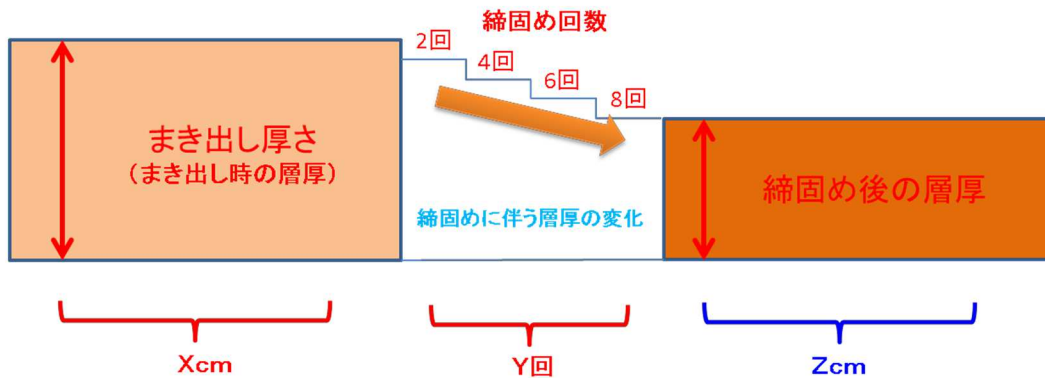 締固め回数
2回
4回
6回
8回
まき出し厚さ
（まき出し時の層厚）
締固めに伴う層厚の変化
締固め後の層厚
Xcm
Y回
Zcm